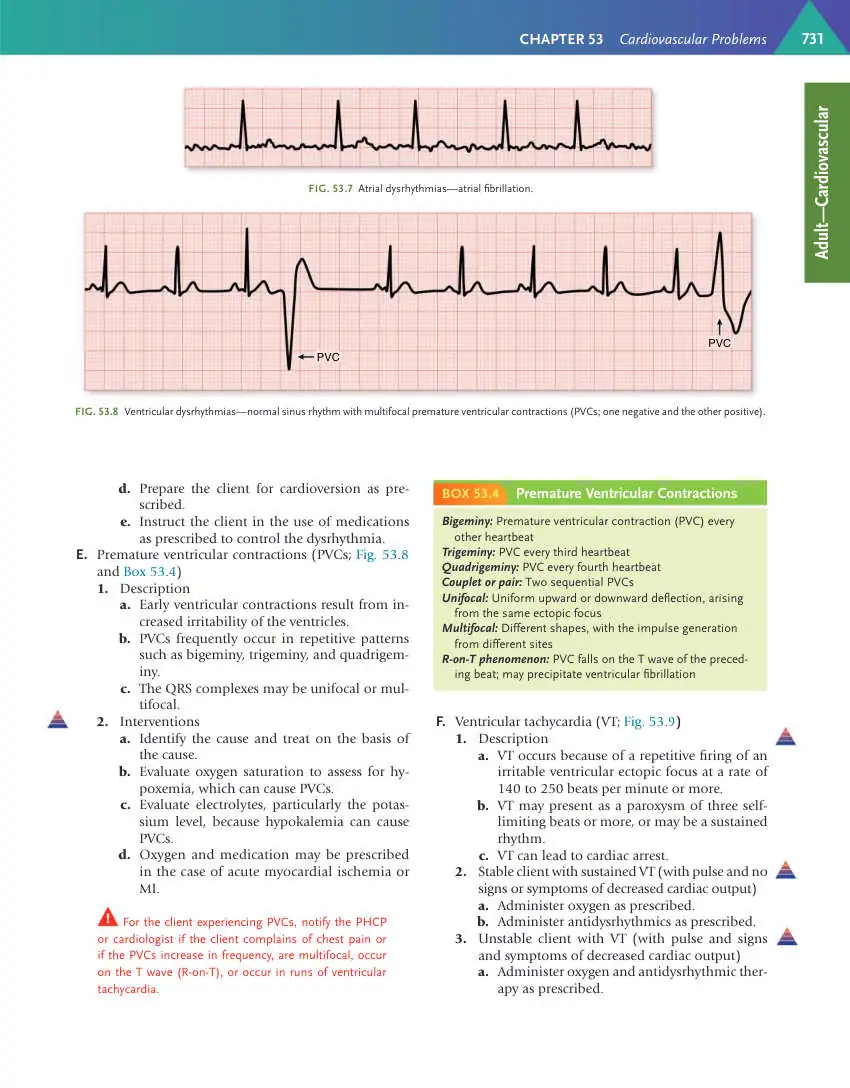 CHAPTER 53 Cardiovascular Problems 731
Adult—Cardiovascular
FIG. 53.7 Atrial dysrhythmias—atrial fibrillation.
PVC
PVC
FIG. 53.8 Ventricular dysrhythmias—normal sinus rhythm with multifocal premature ventricular contractions (PVCs; one negative and the other positive).
d. Prepare the client for cardioversion as pre-
scribed.
e. Instruct the client in the use of medications
as prescribed to control the dysrhythmia.
E. Premature ventricular contractions (PVCs; Fig. 53.8
and Box 53.4)
1. Description
a. Early ventricular contractions result from in-
creased irritability of the ventricles.
b. PVCs frequently occur in repetitive patterns
such as bigeminy, trigeminy, and quadrigem-
iny.
c. The QRS complexes may be unifocal or mul-
tifocal.
2. Interventions
a. Identify the cause and treat on the basis of
the cause.
b. Evaluate oxygen saturation to assess for hy-
poxemia, which can cause PVCs.
c. Evaluate electrolytes, particularly the potas-
sium level, because hypokalemia can cause
PVCs.
d. Oxygen and medication may be prescribed
in the case of acute myocardial ischemia or
MI.
For the client experiencing PVCs, notify the PHCP
or cardiologist if the client complains of chest pain or
if the PVCs increase in frequency, are multifocal, occur
on the T wave (R-on-T), or occur in runs of ventricular
tachycardia.
BOX 53.4 Premature Ventricular Contractions
Bigeminy: Premature ventricular contraction (PVC) every
other heartbeat
Trigeminy: PVC every third heartbeat
Quadrigeminy: PVC every fourth heartbeat
Couplet or pair: Two sequential PVCs
Unifocal: Uniform upward or downward deflection, arising
from the same ectopic focus
Multifocal: Different shapes, with the impulse generation
from different sites
R-on-T phenomenon: PVC falls on the T wave of the preced-
ing beat; may precipitate ventricular fibrillation
F. Ventricular tachycardia (VT; Fig. 53.9)
1. Description
a. VT occurs because of a repetitive firing of an
irritable ventricular ectopic focus at a rate of
140 to 250 beats per minute or more.
b. VT may present as a paroxysm of three self-
limiting beats or more, or may be a sustained
rhythm.
c. VT can lead to cardiac arrest.
2. Stable client with sustained VT (with pulse and no
signs or symptoms of decreased cardiac output)
a. Administer oxygen as prescribed.
b. Administer antidysrhythmics as prescribed.
3. Unstable client with VT (with pulse and signs
and symptoms of decreased cardiac output)
a. Administer oxygen and antidysrhythmic ther-
apy as prescribed.